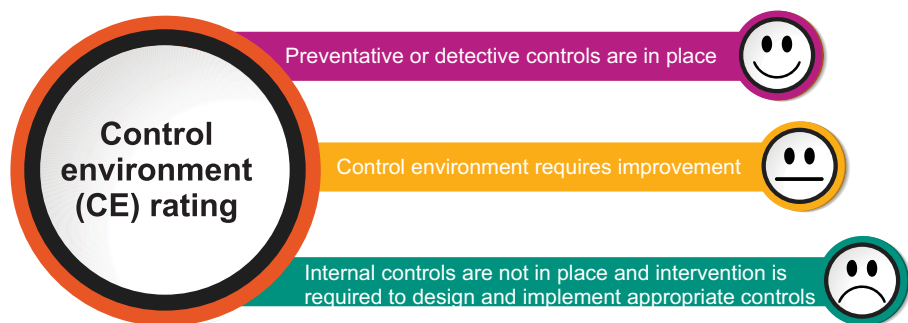 Control
environment
(CE) rating
Preventative or detective controls are in place
Control environment requires improvement
Internal controls are not in place and intervention is
required to design and implement appropriate controls